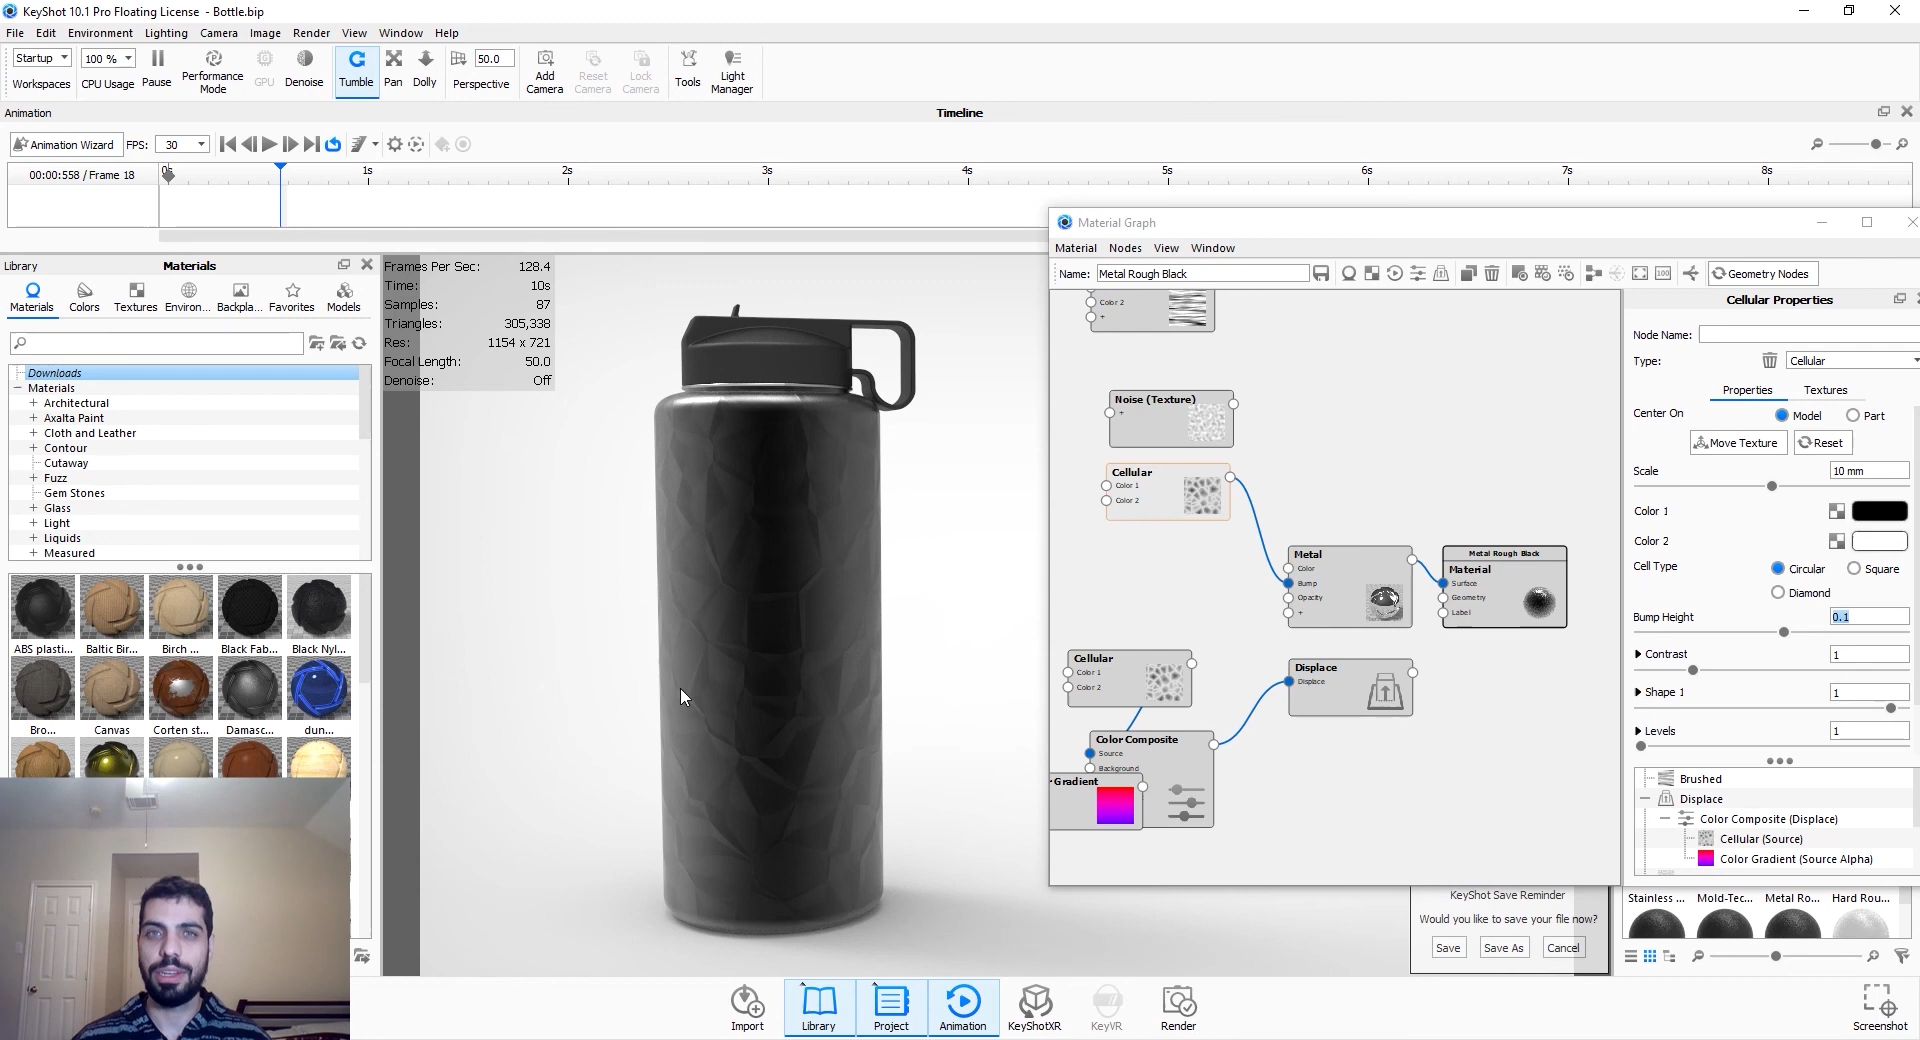 KeyShot 10.1 Pro Floating License - Bottle.bip
File Edit Environment Lighting Camera Image Render View Window Help
Startup 100 % 50.0
Workspaces CPU Usage Pause Performance Mode GPU Denoise Tumble Pan Dolly Perspective Add Camera Reset Camera Lock Camera Tools Light Manager
Animation Timeline
Animation Wizard FPS: 30
00:00:558 / Frame 18 0s 1s 2s 3s 4s 5s 6s 7s 8s
Library Materials
Materials Colors Textures Environ... Backpla... Favorites Models
Downloads
Materials
Architectural
Axalta Paint
Cloth and Leather
Contour
Cutaway
Fuzz
Gem Stones
Glass
Light
Liquids
Measured
ABS plasti... Baltic Bir... Birch ... Black Fab... Black Nyl...
Bro... Canvas Corten st... Damasc... dun...
Frames Per Sec: 128.4
Time: 10s
Samples: 87
Triangles: 305,338
Res: 1154 x 721
Focal Length: 50.0
Denoise: Off
Material Graph
Material Nodes View Window
Name: Metal Rough Black 100 Geometry Nodes
Color 2
+
Noise (Texture)
+
Cellular
Color 1
Color 2
Metal
Color
Bump
Opacity
+
Metal Rough Black
Material
Surface
Geometry
Label
Cellular
Color 1
Color 2
Displace
Displace
Color Composite
Source
Background
r Gradient
Cellular Properties
Node Name:
Type: Cellular
Properties Textures
Center On Model Part
Move Texture Reset
Scale 10 mm
Color 1
Color 2
Cell Type Circular Square
Diamond
Bump Height 0.1
Contrast 1
Shape 1 1
Levels 1
Brushed
Displace
Color Composite (Displace)
Cellular (Source)
Color Gradient (Source Alpha)
KeyShot Save Reminder
Would you like to save your file now?
Save Save As Cancel
Stainless ... Mold-Tec... Metal Ro... Hard Rou...
Import Library Project Animation KeyShotXR KeyVR Render Screenshot